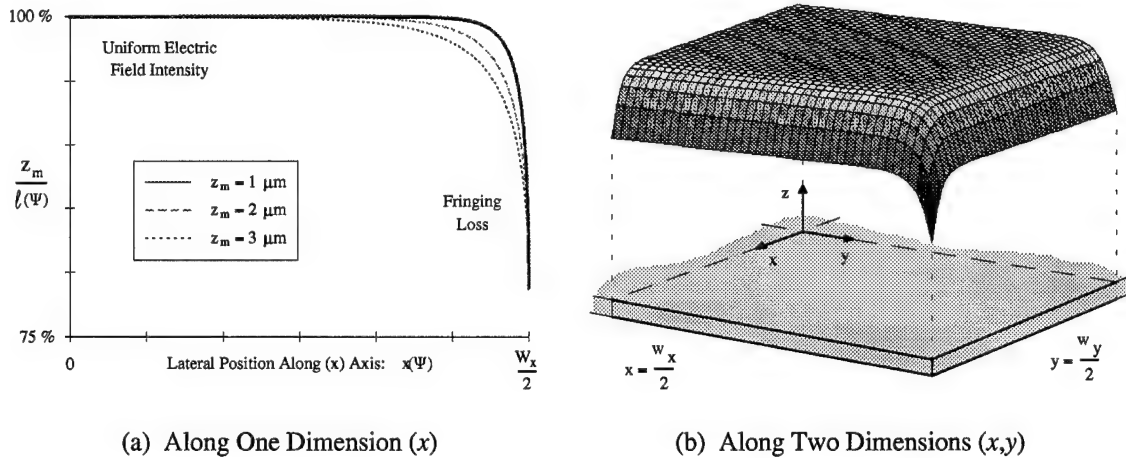 100 %
Uniform Electric
Field Intensity
z_m
ℓ(Ψ)
z_m = 1 μm
z_m = 2 μm
z_m = 3 μm
Fringing
Loss
75 %
0
Lateral Position Along (x) Axis: x(Ψ)
W_x
2
(a) Along One Dimension (x)
z
x
y
x = w_x
2
y = w_y
2
(b) Along Two Dimensions (x,y)